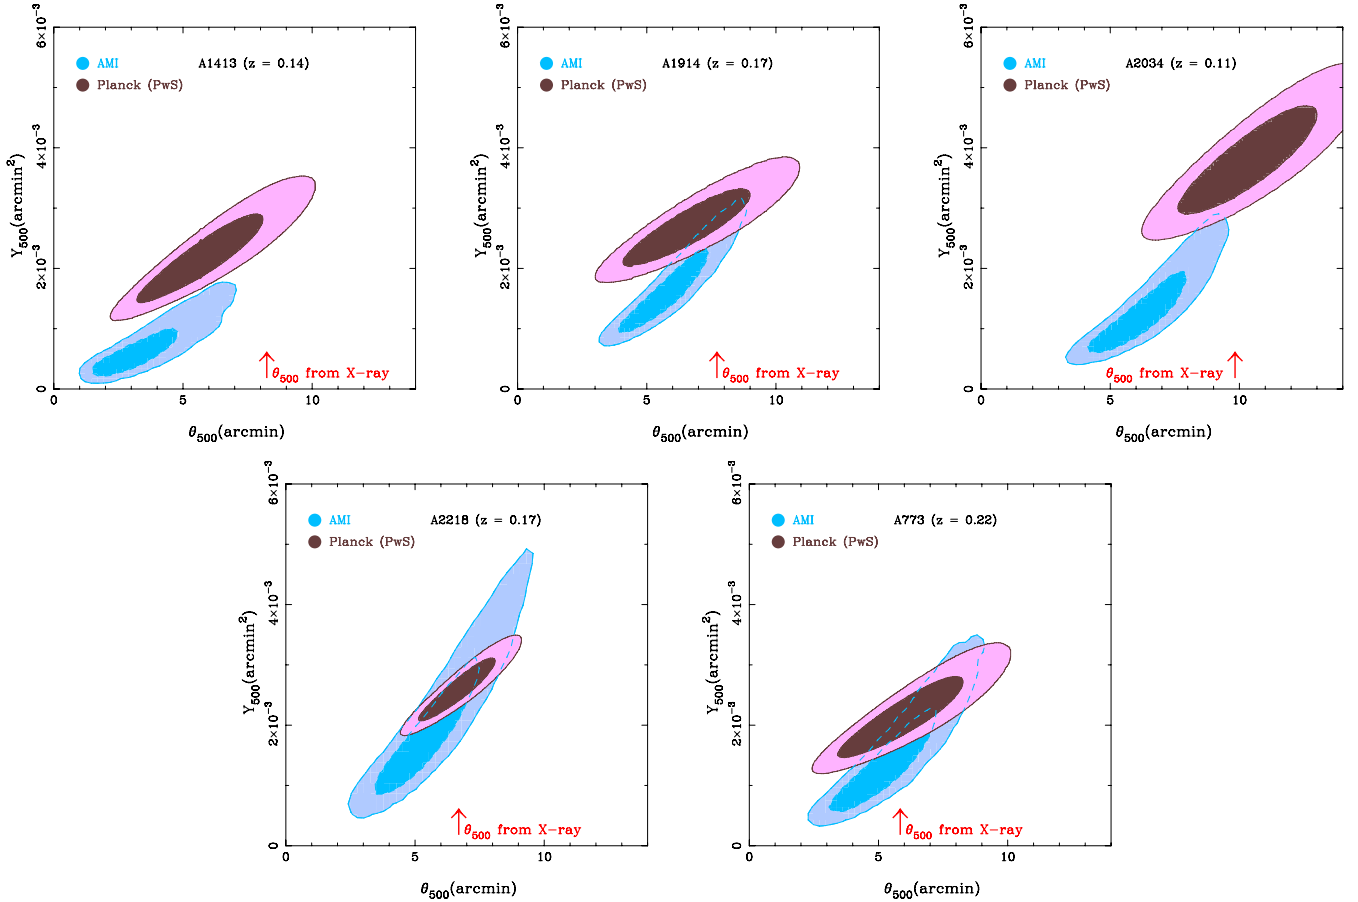 6×10⁻³
4×10⁻³
2×10⁻³
0
Y₅₀₀(arcmin²)
AMI
Planck (PwS)
A1413 (z = 0.14)
θ₅₀₀ from X-ray
0 5 10
θ₅₀₀(arcmin)
6×10⁻³
4×10⁻³
2×10⁻³
0
Y₅₀₀(arcmin²)
AMI
Planck (PwS)
A1914 (z = 0.17)
θ₅₀₀ from X-ray
0 5 10
θ₅₀₀(arcmin)
6×10⁻³
4×10⁻³
2×10⁻³
0
Y₅₀₀(arcmin²)
AMI
Planck (PwS)
A2034 (z = 0.11)
θ₅₀₀ from X-ray
0 5 10
θ₅₀₀(arcmin)
6×10⁻³
4×10⁻³
2×10⁻³
0
Y₅₀₀(arcmin²)
AMI
Planck (PwS)
A2218 (z = 0.17)
θ₅₀₀ from X-ray
0 5 10
θ₅₀₀(arcmin)
6×10⁻³
4×10⁻³
2×10⁻³
0
Y₅₀₀(arcmin²)
AMI
Planck (PwS)
A773 (z = 0.22)
θ₅₀₀ from X-ray
0 5 10
θ₅₀₀(arcmin)